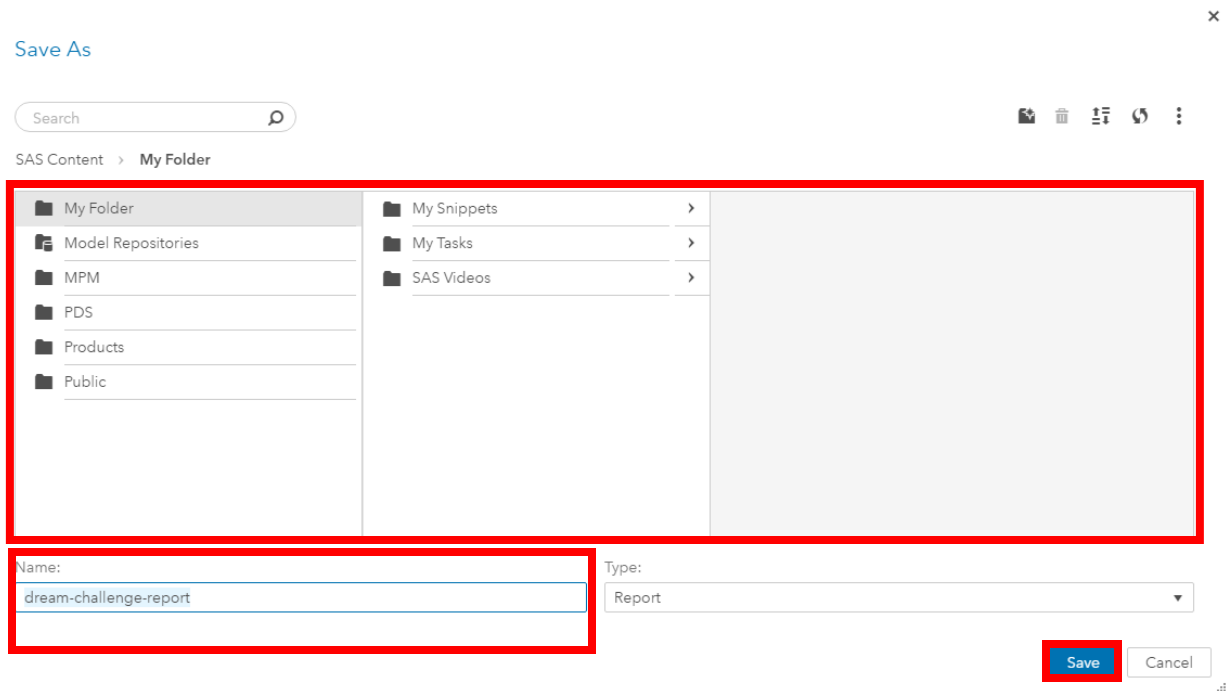 Save As
Search
SAS Content > My Folder
My Folder
Model Repositories
MPM
PDS
Products
Public
My Snippets
My Tasks
SAS Videos
Name:
dream-challenge-report
Type:
Report
Save
Cancel